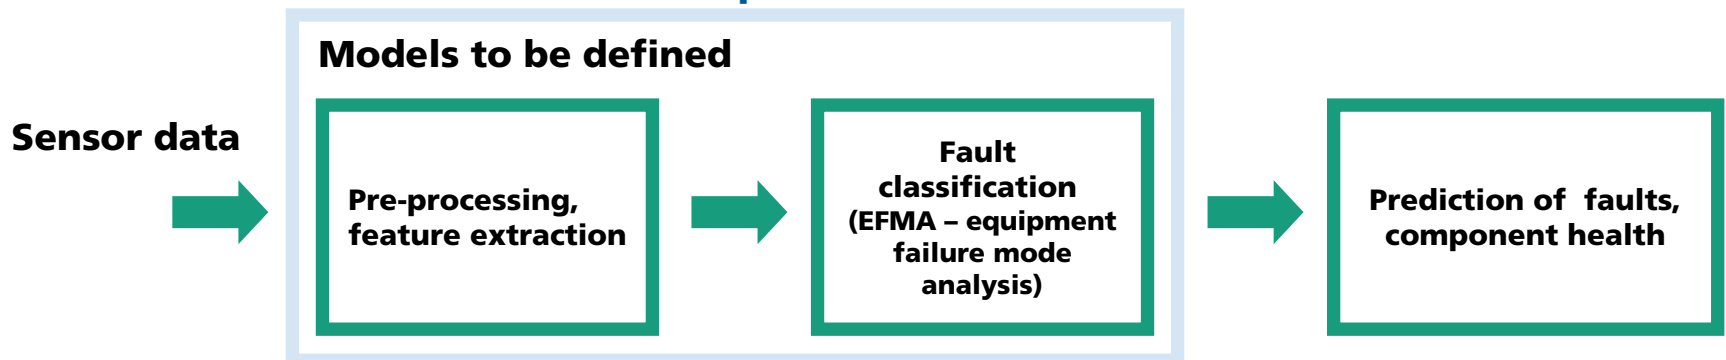 Models to be defined
Sensor data
Pre-processing,
feature extraction
Fault
classification
(EFMA – equipment
failure mode
analysis)
Prediction of faults,
component health